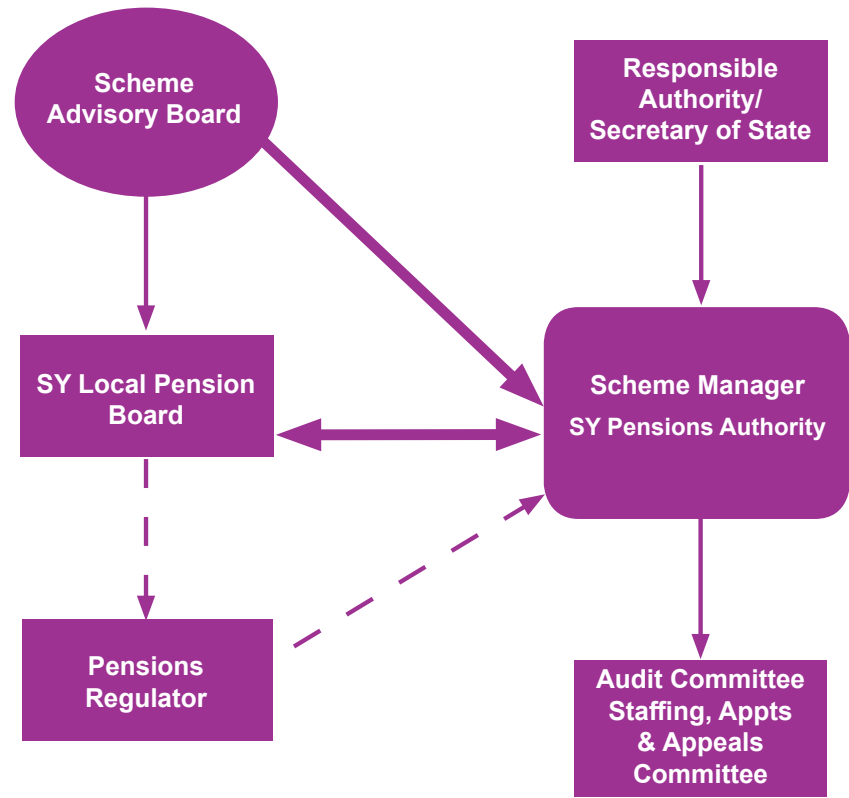 Scheme
Advisory Board
Responsible
Authority/
Secretary of State
SY Local Pension
Board
Scheme Manager
SY Pensions Authority
Pensions
Regulator
Audit Committee
Staffing, Appts
& Appeals
Committee